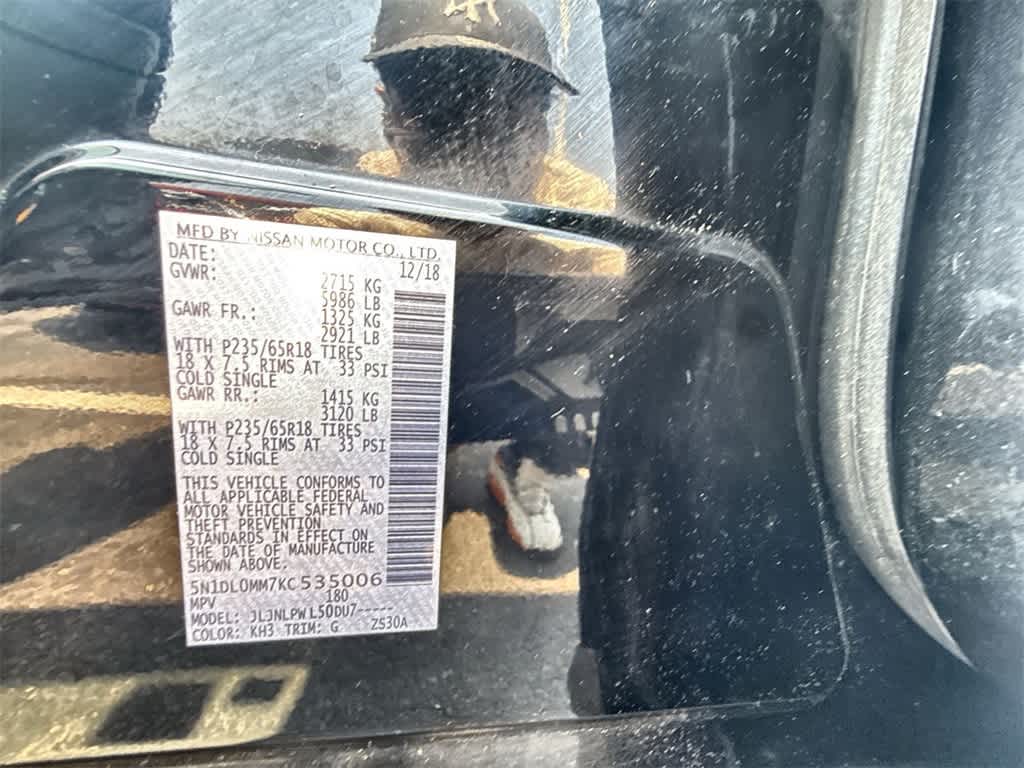 MFD BY NISSAN MOTOR CO., LTD.
DATE: 12/18
GVWR: 2715 KG
5986 LB
GAWR FR.: 1325 KG
2921 LB
WITH P235/65R18 TIRES
18 X 7.5 RIMS AT 33 PSI
COLD SINGLE
GAWR RR.: 1415 KG
3120 LB
WITH P235/65R18 TIRES
18 X 7.5 RIMS AT 33 PSI
COLD SINGLE
THIS VEHICLE CONFORMS TO
ALL APPLICABLE FEDERAL
MOTOR VEHICLE SAFETY AND
THEFT PREVENTION
STANDARDS IN EFFECT ON
THE DATE OF MANUFACTURE
SHOWN ABOVE.
5N1DL0MM7KC535006
MPV 180
MODEL: JLJNLPWL50DU7-----
COLOR: KH3 TRIM: G ZS30A